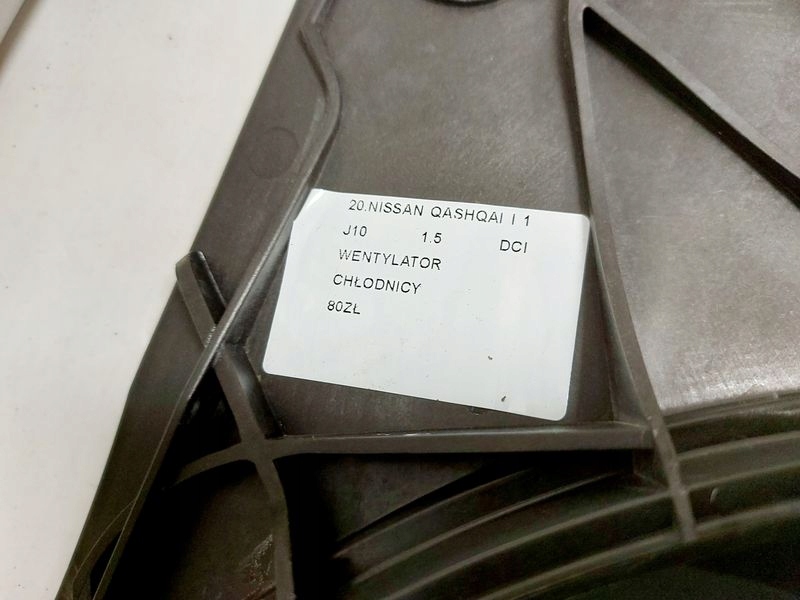 20.NISSAN QASHQAI I 1
J10 1.5 DCI
WENTYLATOR
CHŁODNICY
80ZŁ